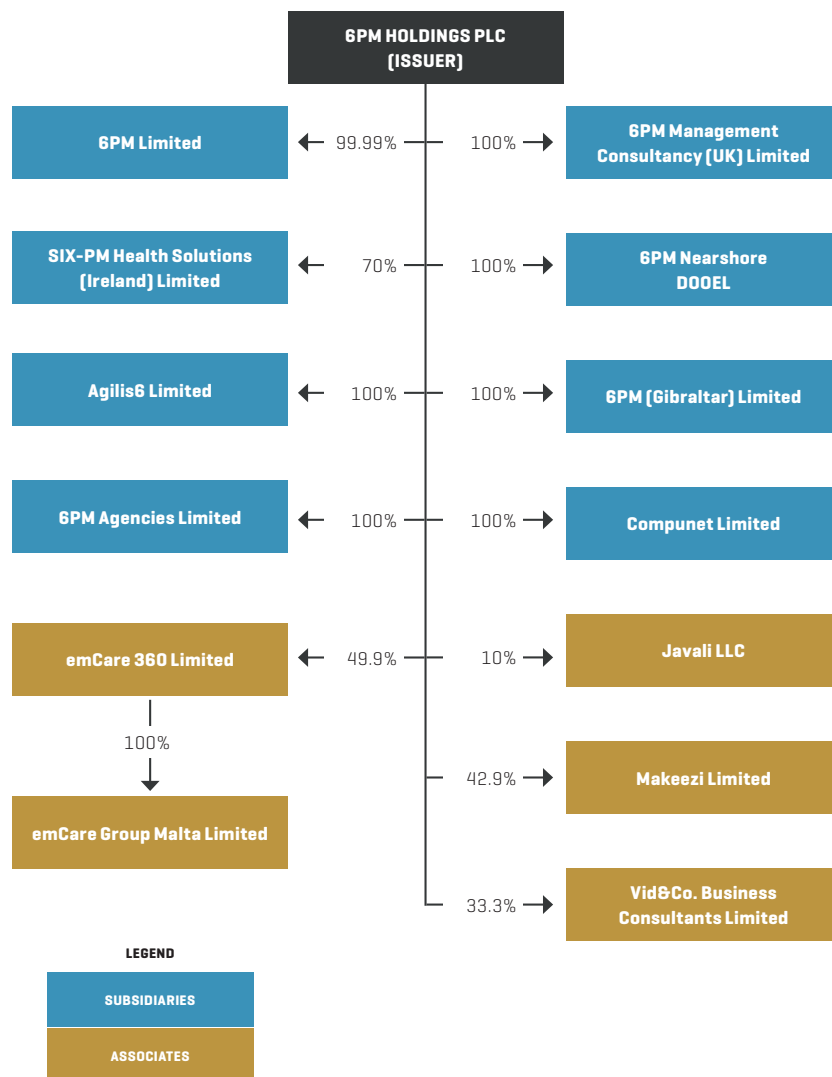 6PM HOLDINGS PLC
(ISSUER)
6PM Limited
99.99%
100%
6PM Management
Consultancy (UK) Limited
SIX-PM Health Solutions
(Ireland) Limited
70%
100%
6PM Nearshore
DOOEL
Agilis6 Limited
100%
100%
6PM (Gibraltar) Limited
6PM Agencies Limited
100%
100%
Compunet Limited
emCare 360 Limited
49.9%
10%
Javali LLC
100%
42.9%
Makeezi Limited
emCare Group Malta Limited
33.3%
Vid&Co. Business
Consultants Limited
LEGEND
SUBSIDIARIES
ASSOCIATES